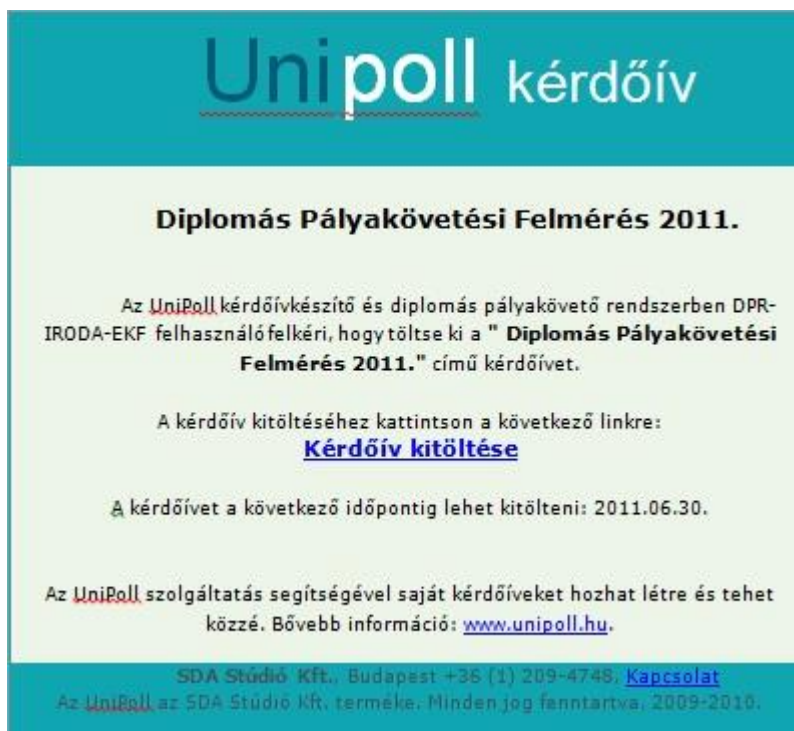 Unipoll kérdőív
Diplomás Pályakövetési Felmérés 2011.
Az UniPoll kérdőívkészítő és diplomás pályakövető rendszerben DPR-
IRODA-EKF felhasználó felkéri, hogy töltse ki a " Diplomás Pályakövetési
Felmérés 2011." című kérdőívet.
A kérdőív kitöltéséhez kattintson a következő linkre:
Kérdőív kitöltése
A kérdőívet a következő időpontig lehet kitölteni: 2011.06.30.
Az UniPoll szolgáltatás segítségével saját kérdőíveket hozhat létre és tehet
közzé. Bővebb információ: www.unipoll.hu.
SDA Stúdió Kft., Budapest +36 (1) 209-4748, Kapcsolat
Az UniPoll az SDA Stúdió Kft. terméke. Minden jog fenntartva, 2009-2010.